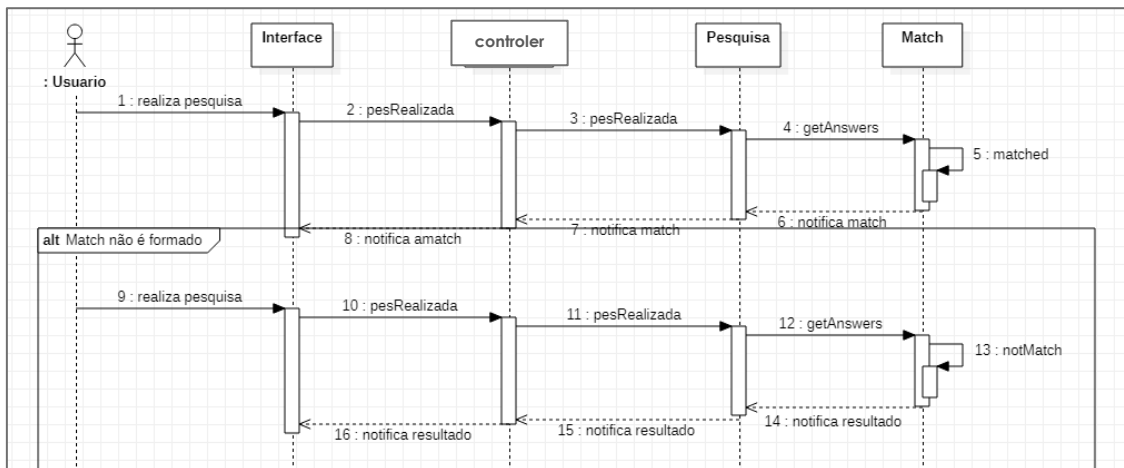 Interface
controler
Pesquisa
Match
: Usuario
1 : realiza pesquisa
2 : pesRealizada
3 : pesRealizada
4 : getAnswers
5 : matched
6 : notifica match
7 : notifica match
8 : notifica amatch
alt Match não é formado
9 : realiza pesquisa
10 : pesRealizada
11 : pesRealizada
12 : getAnswers
13 : notMatch
14 : notifica resultado
15 : notifica resultado
16 : notifica resultado